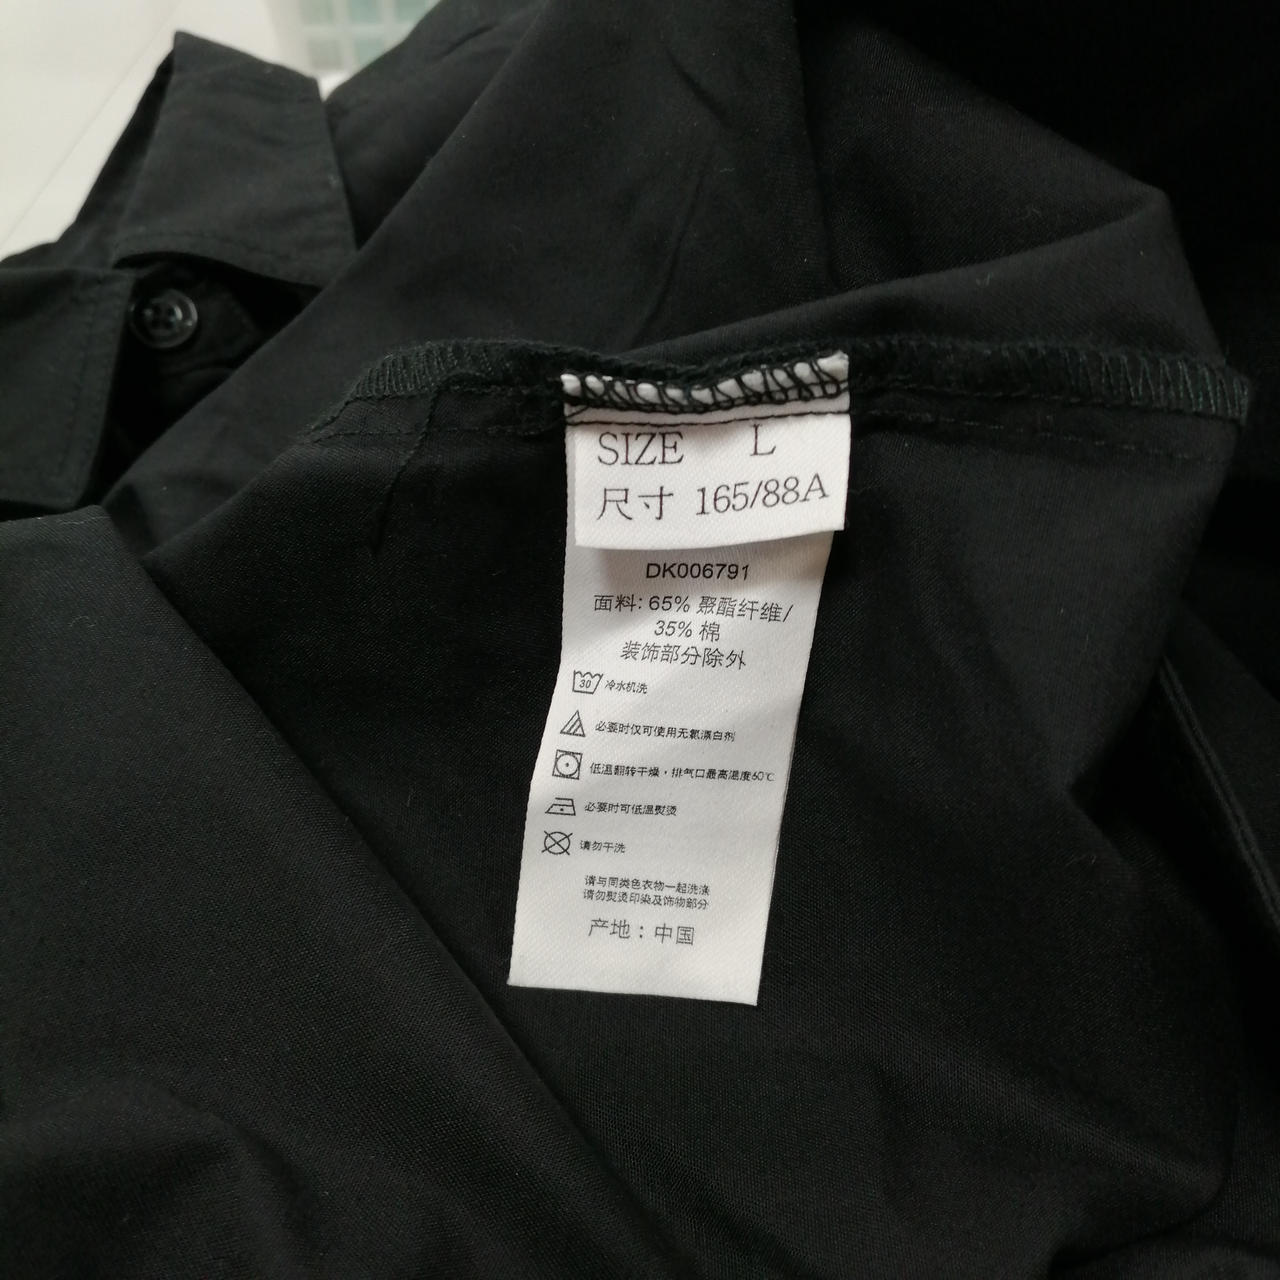 SIZE L
尺寸 165/88A
DK006791
面料: 65% 聚酯纤维/
35% 棉
装饰部分除外
30 冷水机洗
必要时仅可使用无氯漂白剂
低温翻转干燥，排气口最高温度60℃
必要时可低温熨烫
请勿干洗
请与同类色衣物一起洗涤
请勿熨烫印染及饰物部分
产地：中国